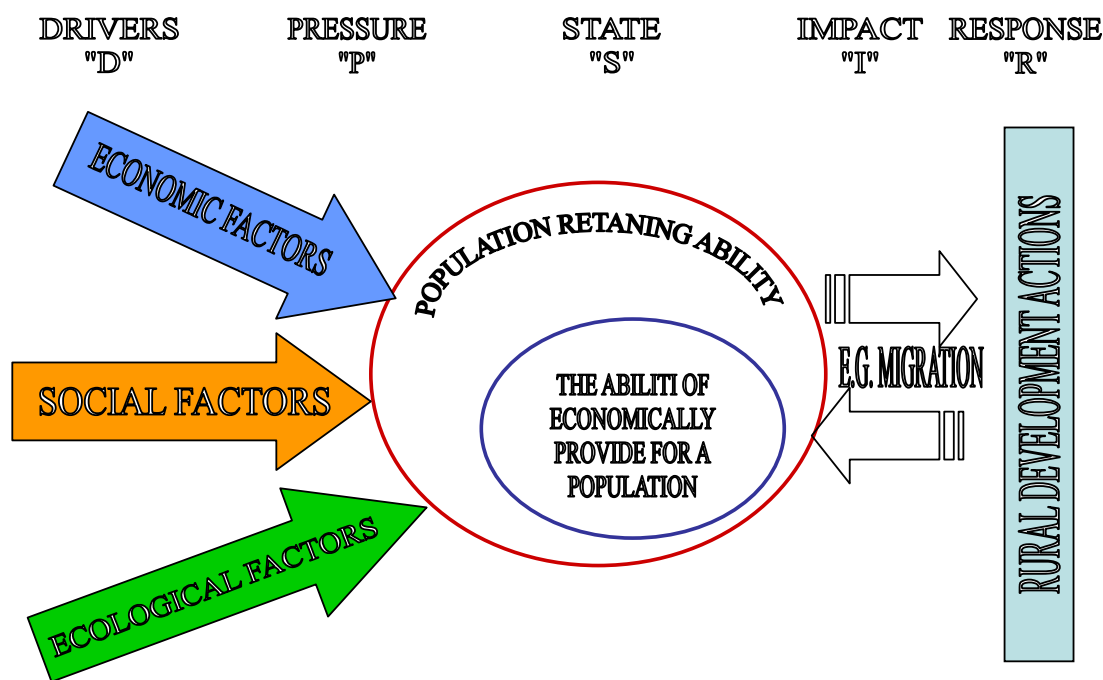 DRIVERS
"D"
PRESSURE
"P"
STATE
"S"
IMPACT
"I"
RESPONSE
"R"
ECONOMIC FACTORS
SOCIAL FACTORS
ECOLOGICAL FACTORS
POPULATION RETANING ABILITY
THE ABILITI OF
ECONOMICALLY
PROVIDE FOR A
POPULATION
E.G. MIGRATION
RURAL DEVELOPMENT ACTIONS